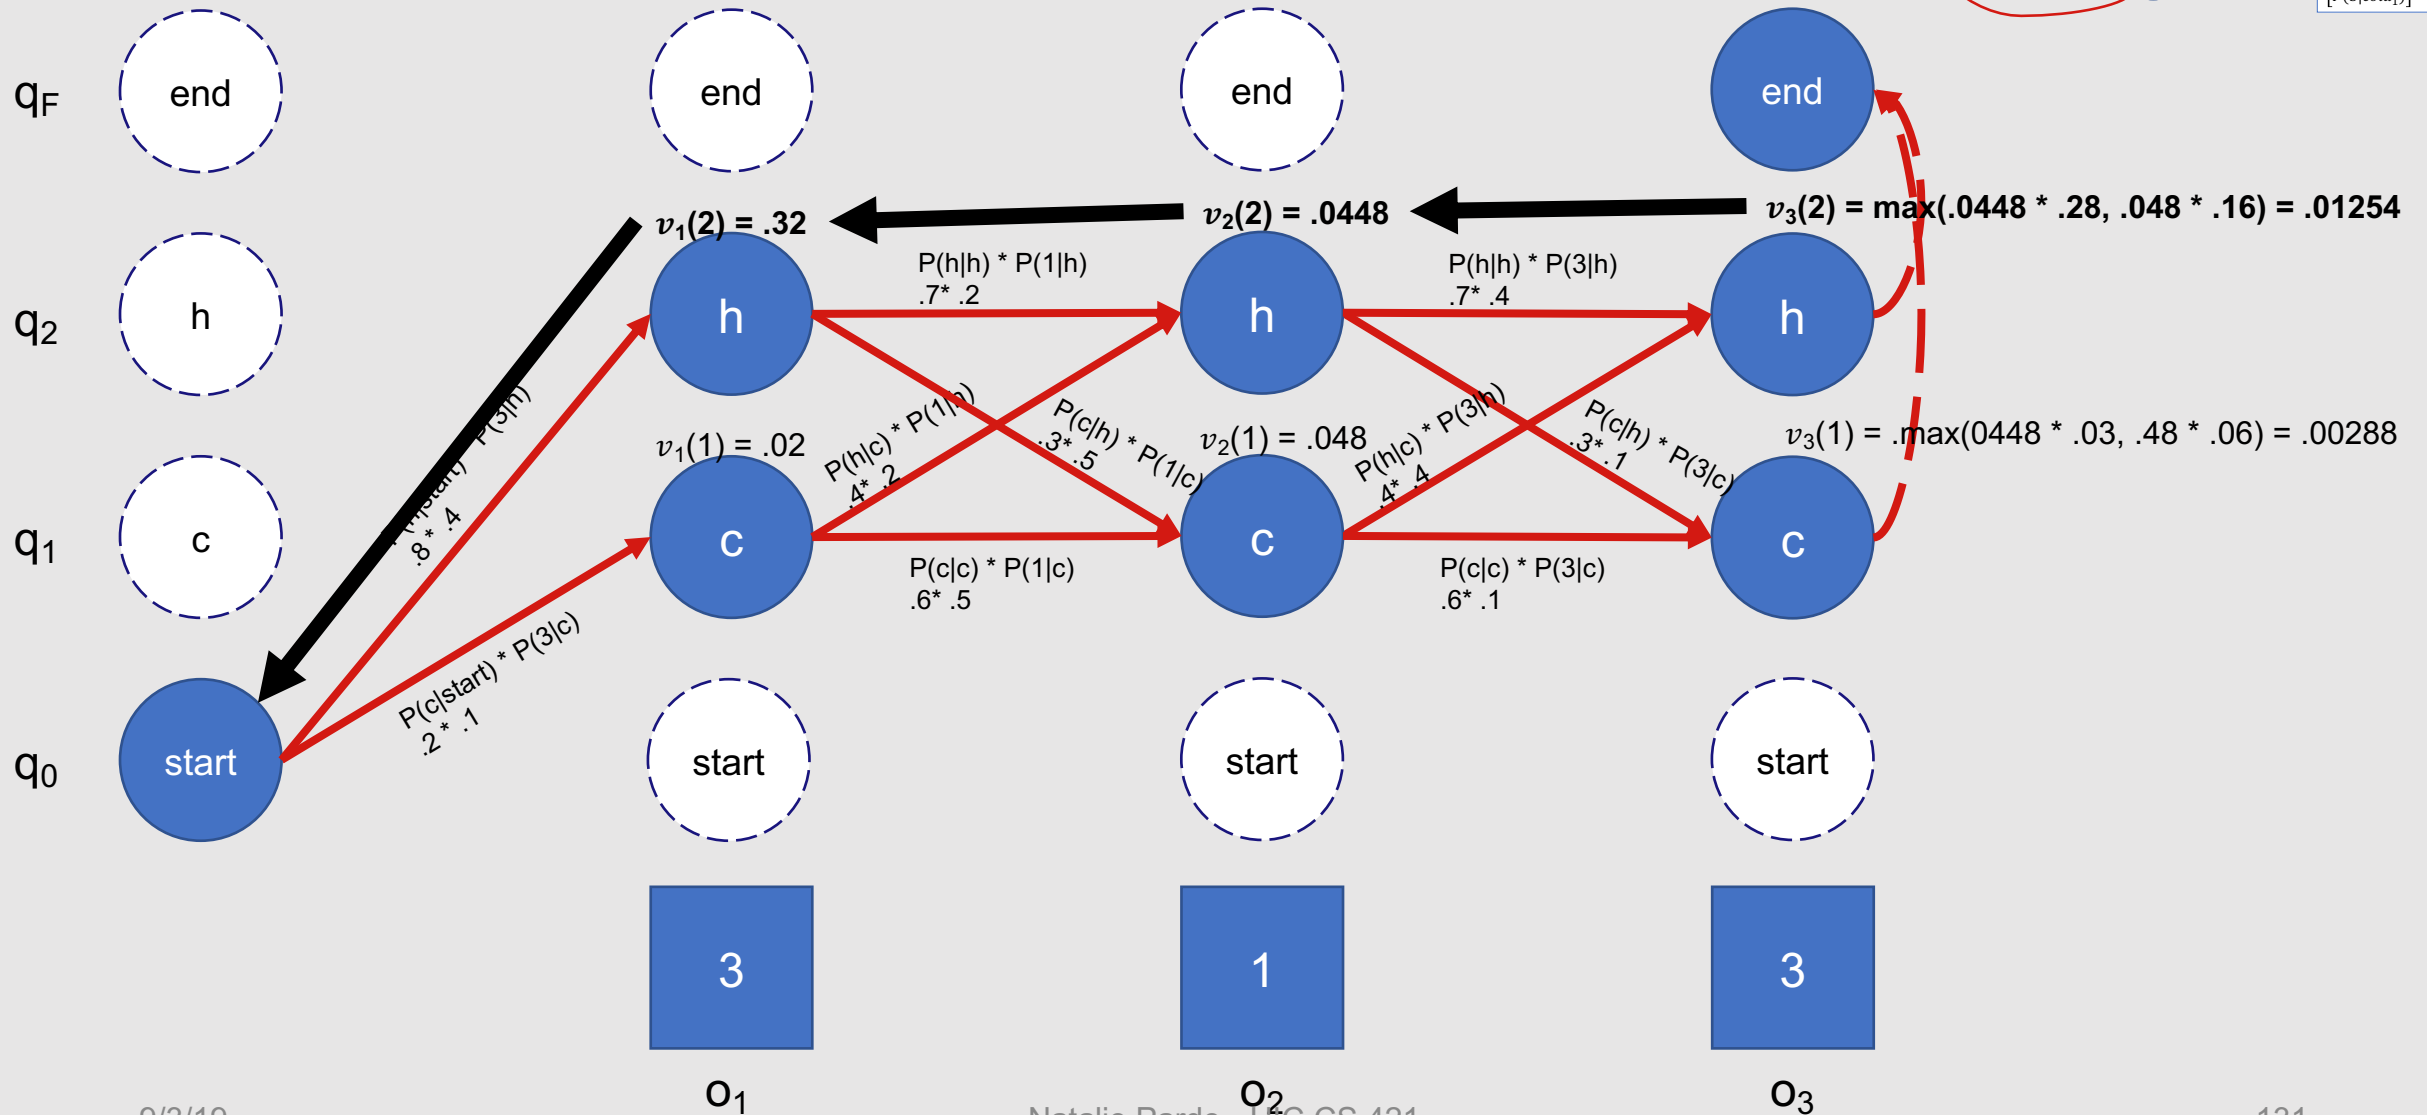 q_F end end end end
v₁(2) = .32 v₂(2) = .0448 v₃(2) = max(.0448 * .28, .048 * .16) = .01254
P(h|h) * P(1|h) P(h|h) * P(3|h)
.7* .2 .7* .4
q₂ h h h h
P(3|h)
.8* .4
P(h|c) * P(1|h)
.4* .2
P(c|h) * P(1|c)
.3* .5
P(h|c) * P(3|h)
.4* .4
P(c|h) * P(3|c)
.3* .1
v₁(1) = .02 v₂(1) = .048 v₃(1) = .max(0448 * .03, .48 * .06) = .00288
q₁ c c c c
P(c|c) * P(1|c) P(c|c) * P(3|c)
.6* .5 .6* .1
P(c|start) * P(3|c)
.2* .1
q₀ start start start start
3 1 3
o₁ o₂ o₃